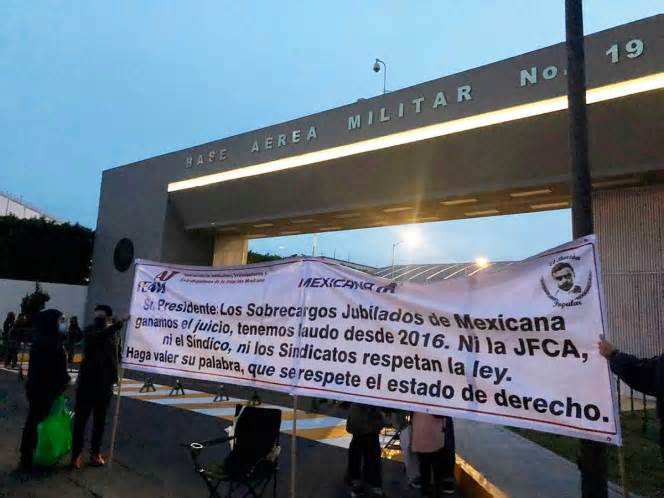 BASE AÉREA MILITAR No. 19
MEXICANA
Sr. Presidente: Los Sobrecargos Jubilados de Mexicana
ganamos el juicio, tenemos laudo desde 2016. Ni la JFCA,
ni el Síndico, ni los Sindicatos respetan la ley.
Haga valer su palabra, que se respete el estado de derecho.